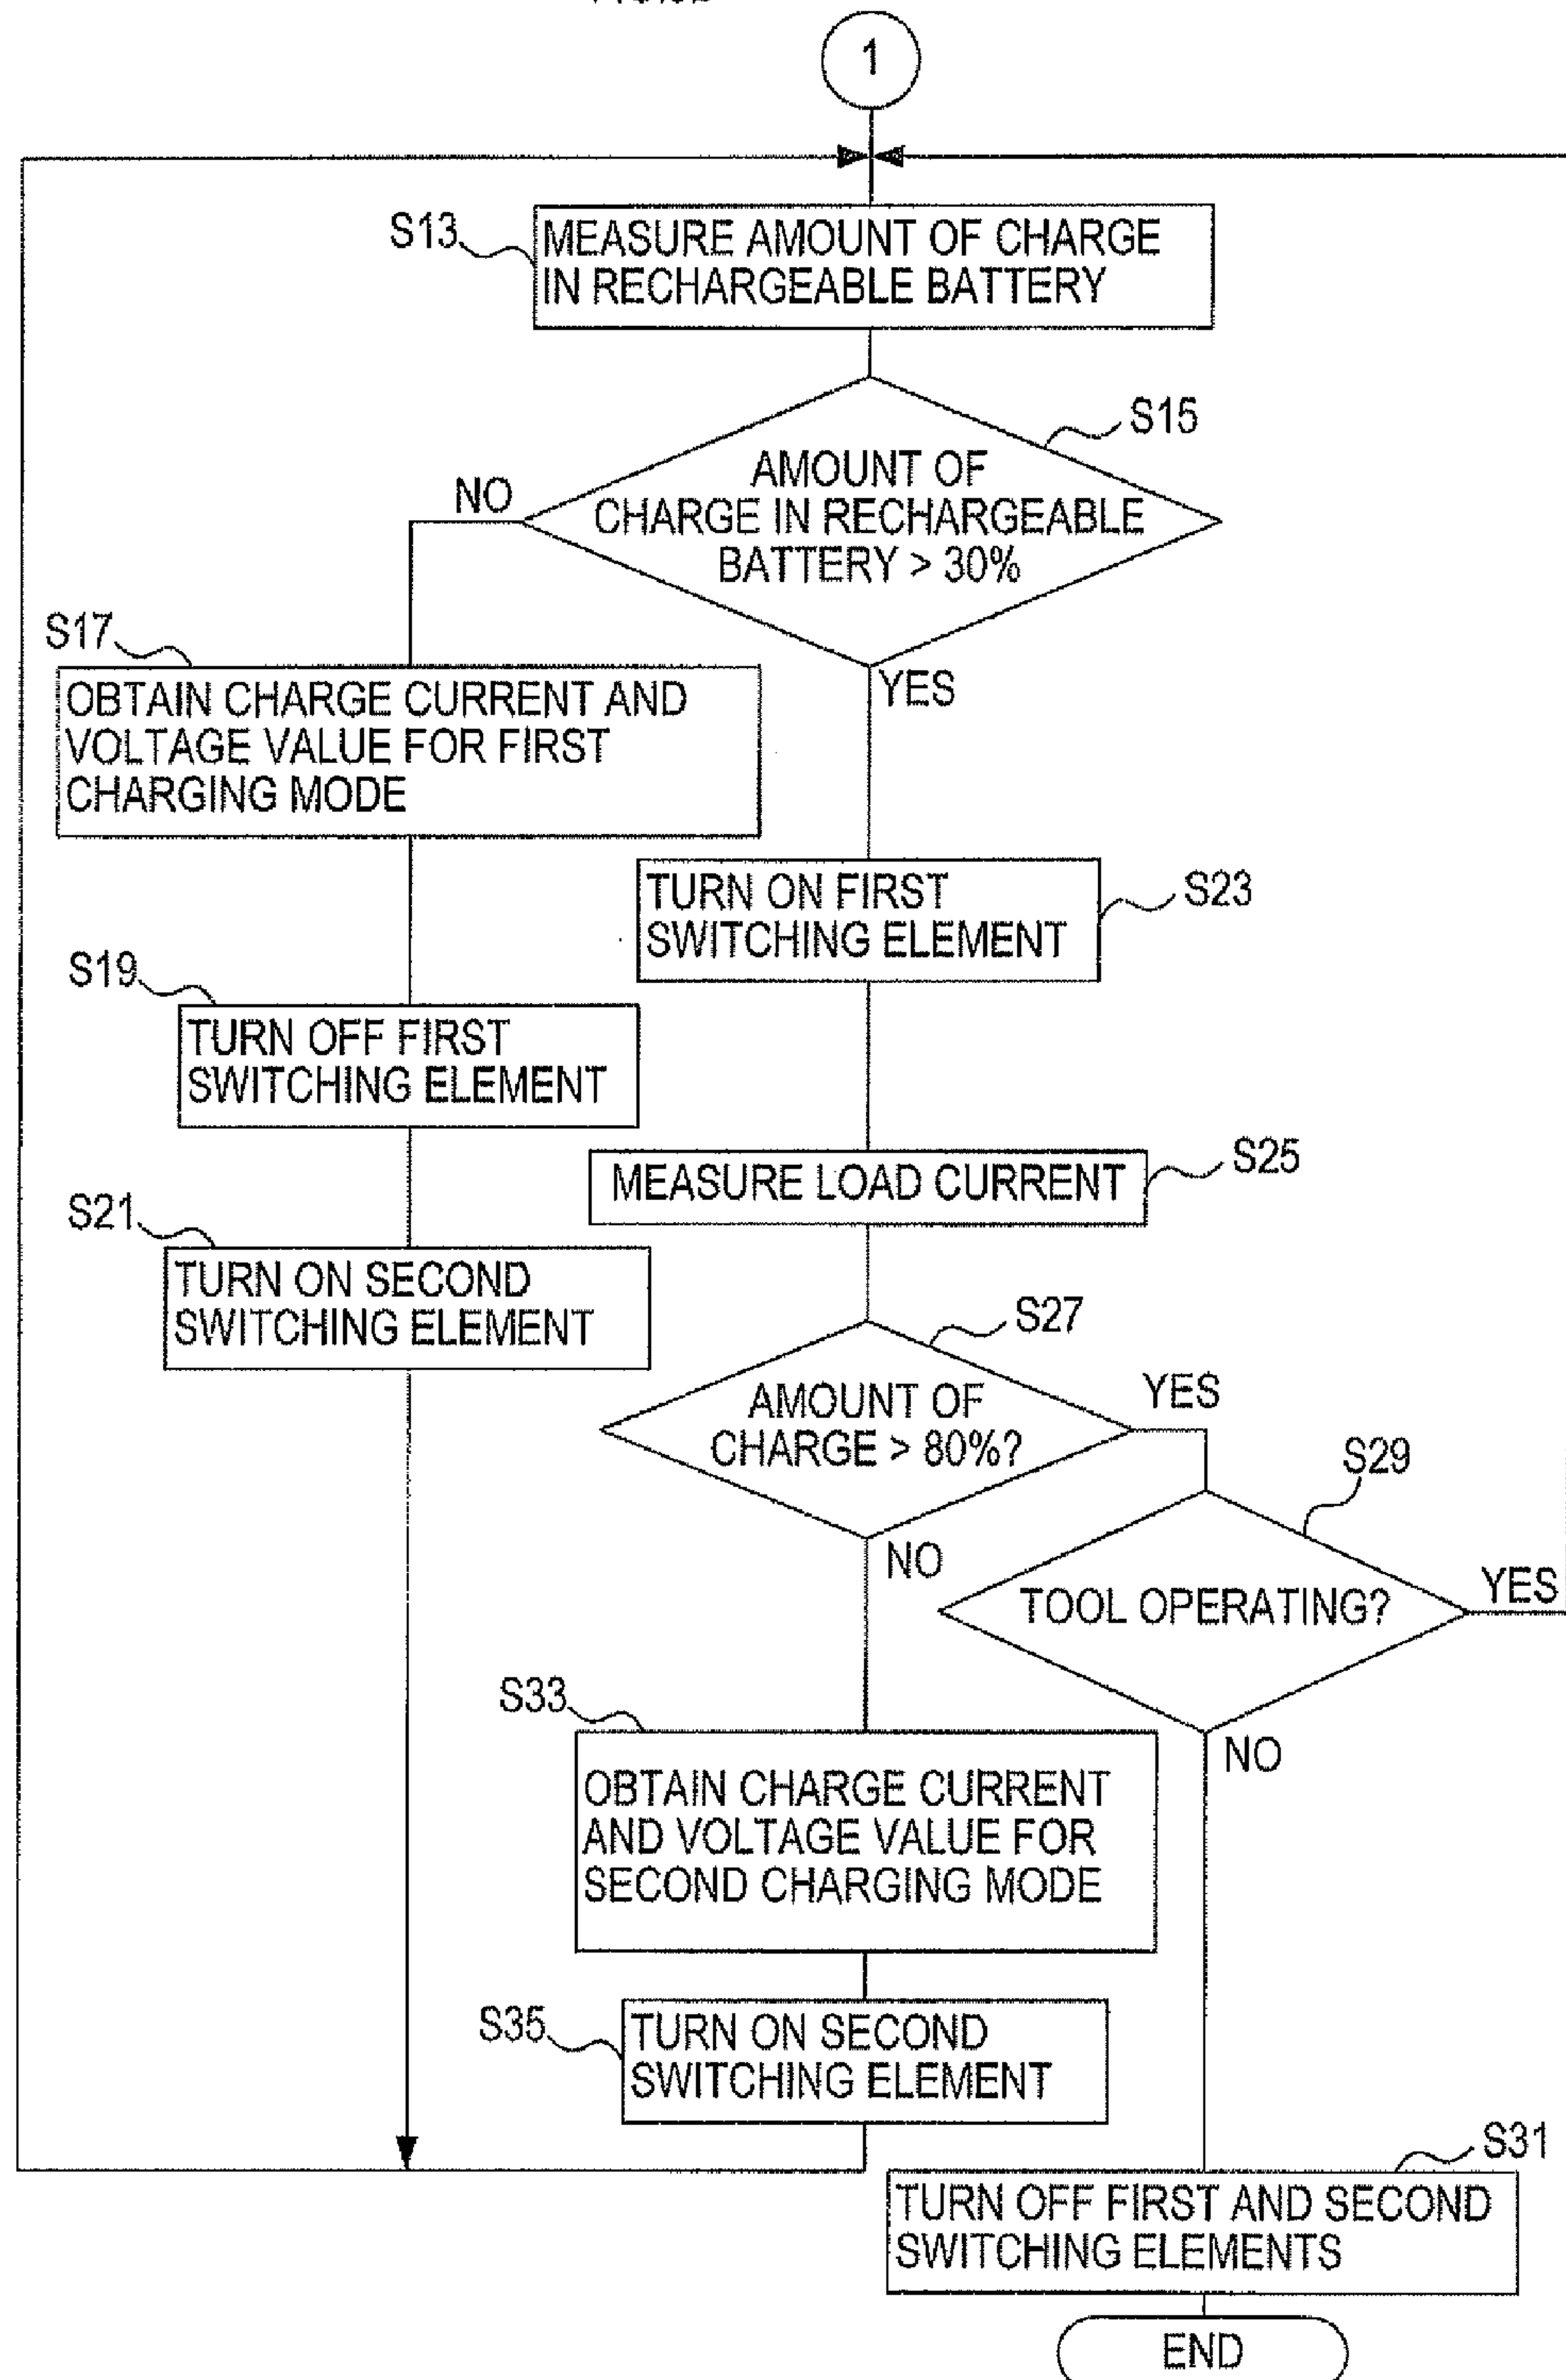 1
S13
MEASURE AMOUNT OF CHARGE
IN RECHARGEABLE BATTERY
S15
AMOUNT OF
CHARGE IN RECHARGEABLE
BATTERY > 30%
NO
YES
S17
OBTAIN CHARGE CURRENT AND
VOLTAGE VALUE FOR FIRST
CHARGING MODE
S23
TURN ON FIRST
SWITCHING ELEMENT
S19
TURN OFF FIRST
SWITCHING ELEMENT
S25
MEASURE LOAD CURRENT
S21
TURN ON SECOND
SWITCHING ELEMENT
S27
AMOUNT OF
CHARGE > 80%?
YES
NO
S29
TOOL OPERATING?
YES
NO
S33
OBTAIN CHARGE CURRENT
AND VOLTAGE VALUE FOR
SECOND CHARGING MODE
S35
TURN ON SECOND
SWITCHING ELEMENT
S31
TURN OFF FIRST AND SECOND
SWITCHING ELEMENTS
END